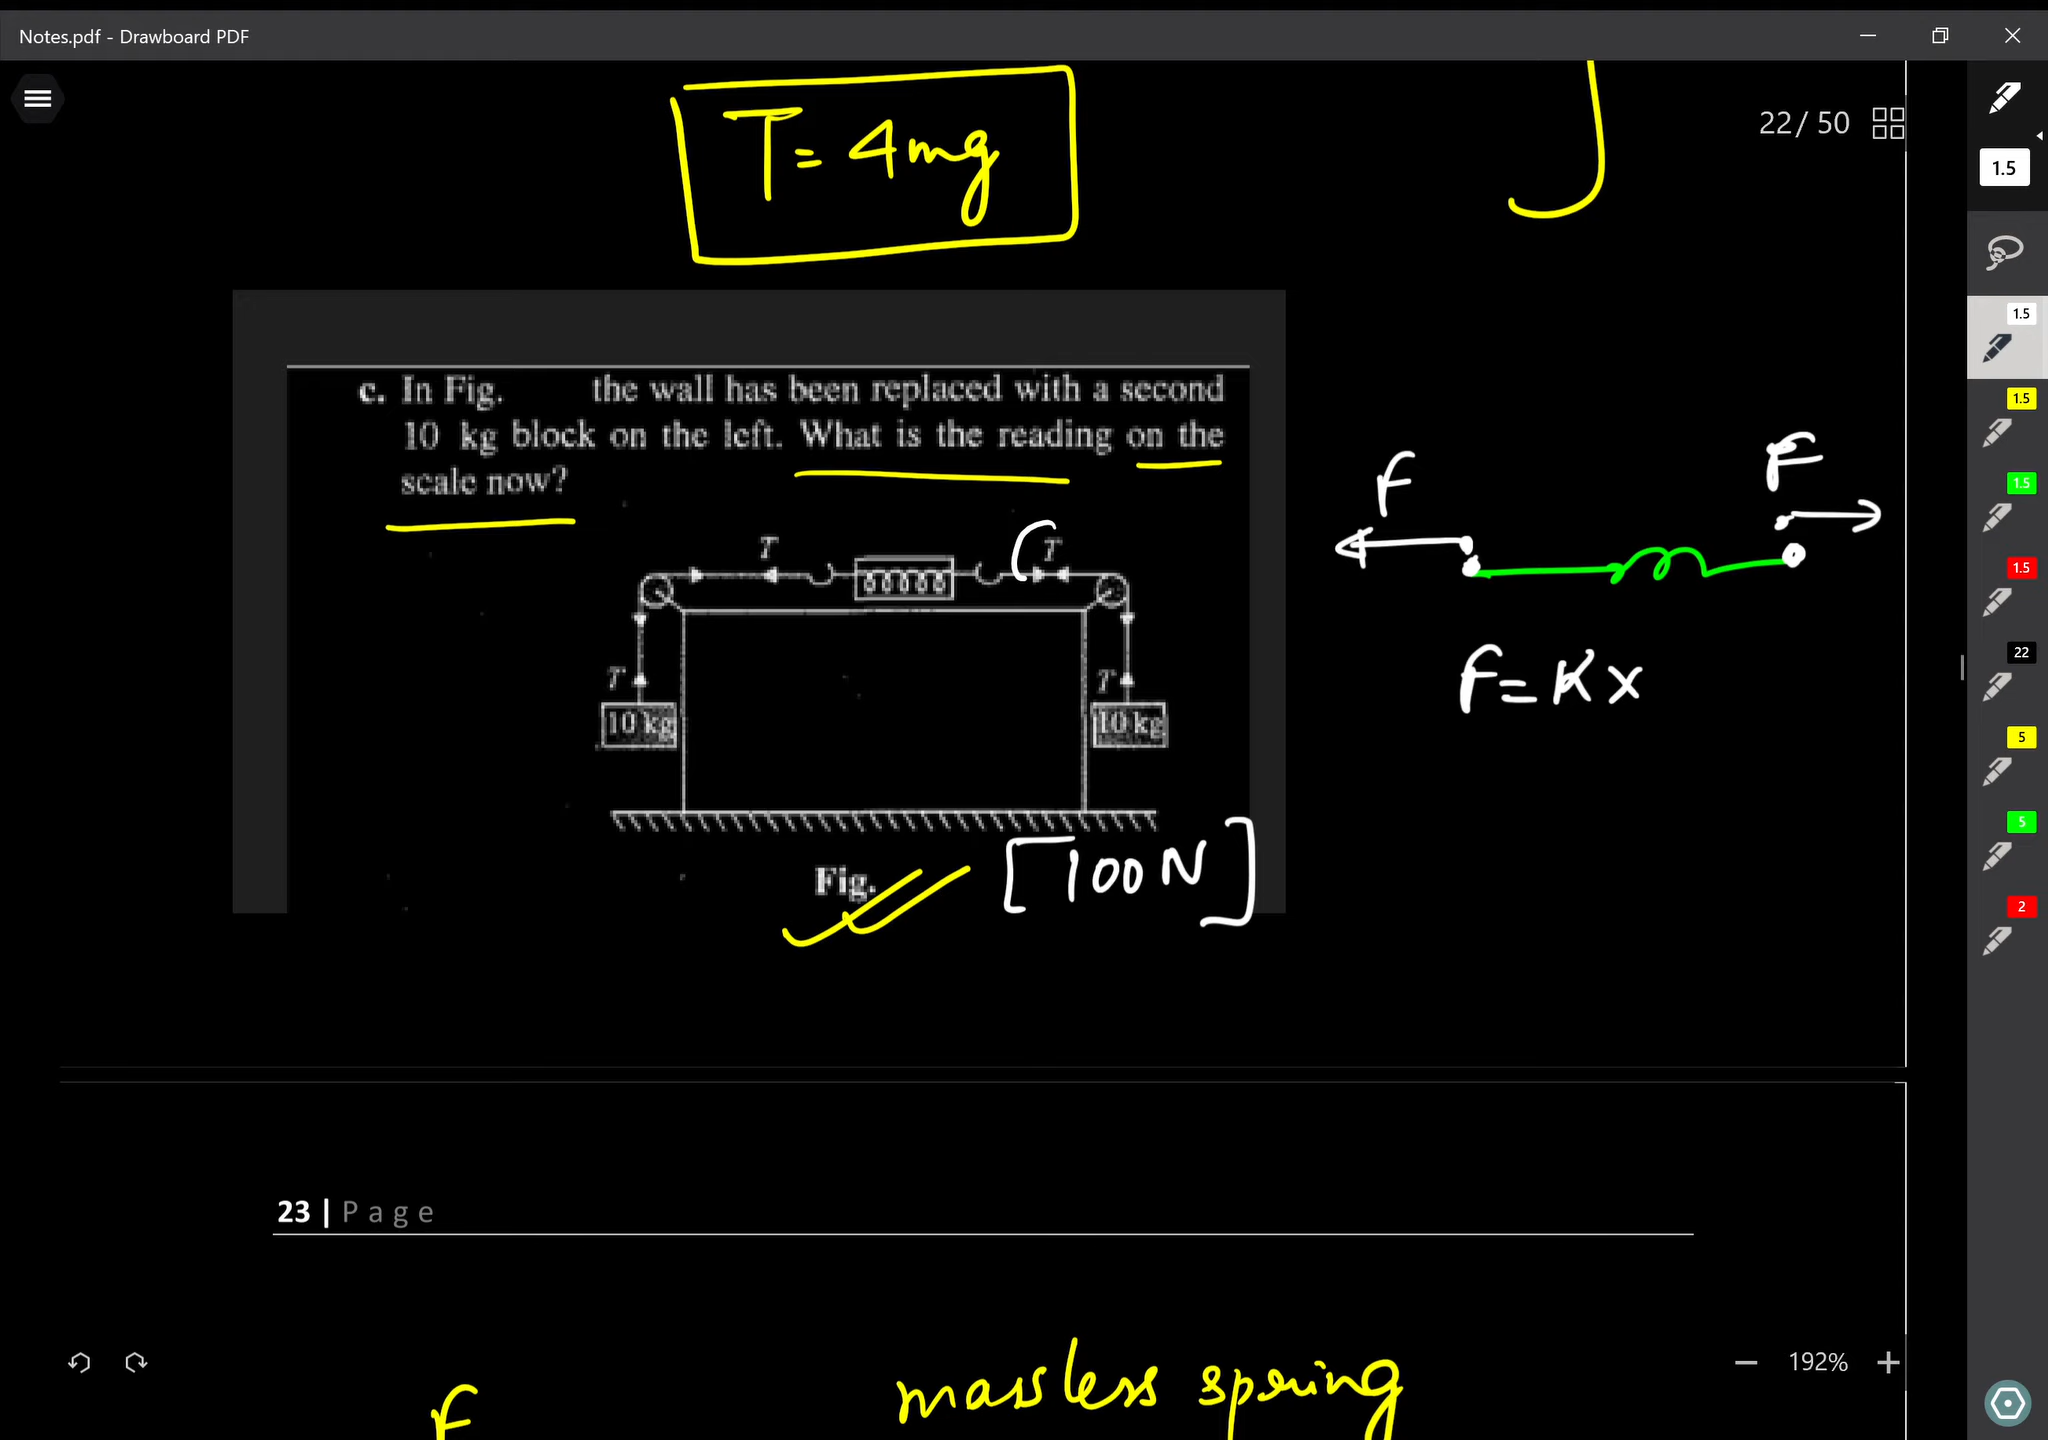 Notes.pdf - Drawboard PDF
T = 4mg
22/ 50
1.5
c. In Fig. the wall has been replaced with a second
10 kg block on the left. What is the reading on the
scale now?
T
T
T
T
10 kg
10 kg
Fig.
[100 N]
F
F
F = Kx
1.5
1.5
1.5
1.5
22
5
5
2
23 | Page
F
massless spring
192%